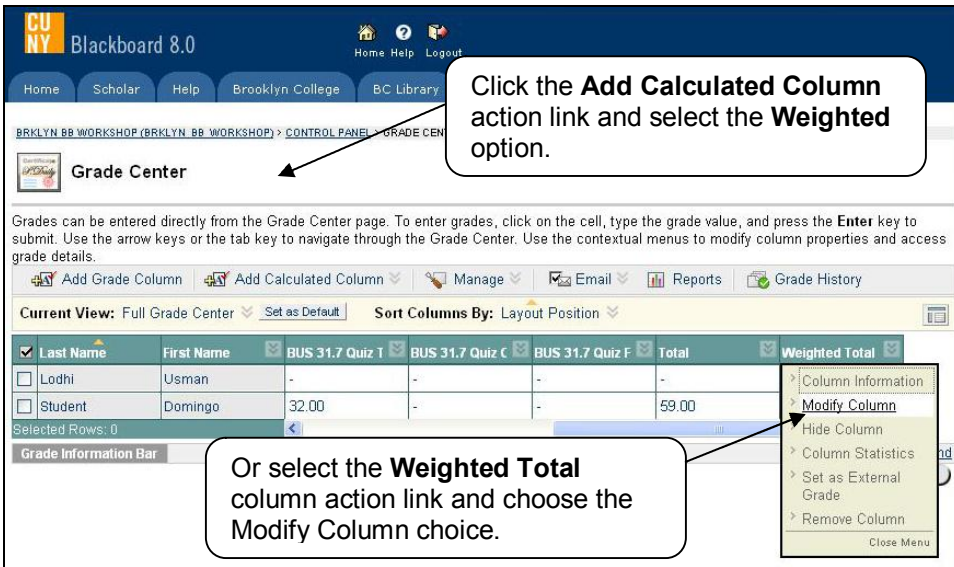 CU
NY Blackboard 8.0
Home Help Logout
Home Scholar Help Brooklyn College BC Library
Click the Add Calculated Column
action link and select the Weighted
option.
BRKLYN BB WORKSHOP (BRKLYN_BB_WORKSHOP) > CONTROL PANEL > GRADE CEN
Grade Center
Grades can be entered directly from the Grade Center page. To enter grades, click on the cell, type the grade value, and press the Enter key to
submit. Use the arrow keys or the tab key to navigate through the Grade Center. Use the contextual menus to modify column properties and access
grade details.
Add Grade Column Add Calculated Column Manage Email Reports Grade History
Current View: Full Grade Center Set as Default Sort Columns By: Layout Position
Last Name First Name BUS 31.7 Quiz T BUS 31.7 Quiz C BUS 31.7 Quiz F Total Weighted Total
Lodhi Usman - - - -
Student Domingo 32.00 - - 59.00
Selected Rows: 0
Grade Information Bar
Column Information
Modify Column
Hide Column
Column Statistics
Set as External
Grade
Remove Column
Close Menu
nd
Or select the Weighted Total
column action link and choose the
Modify Column choice.